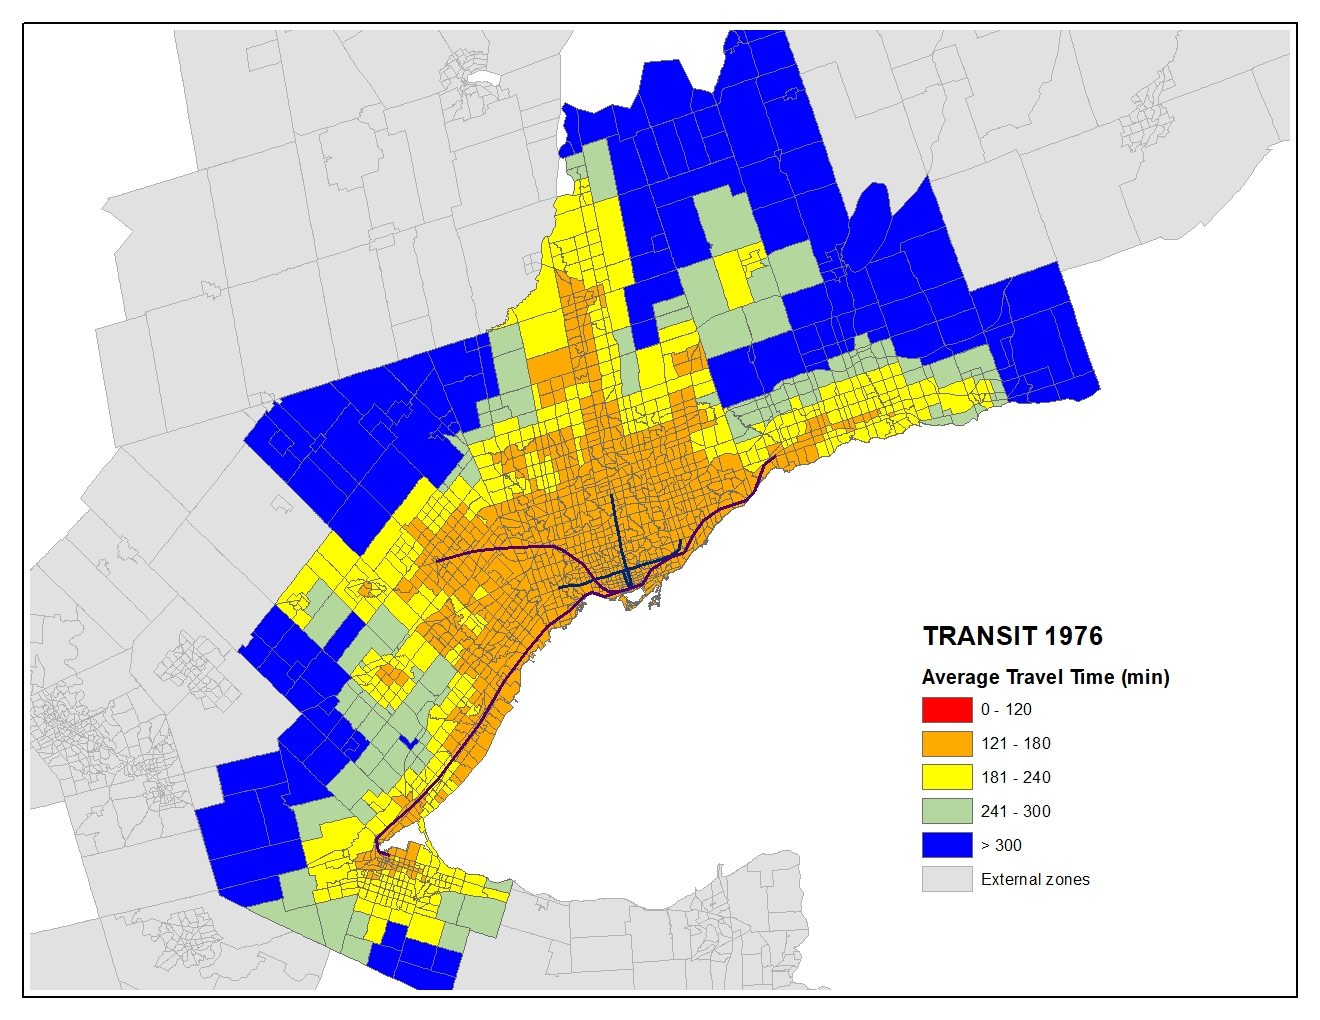 TRANSIT 1976
Average Travel Time (min)
0 - 120
121 - 180
181 - 240
241 - 300
> 300
External zones